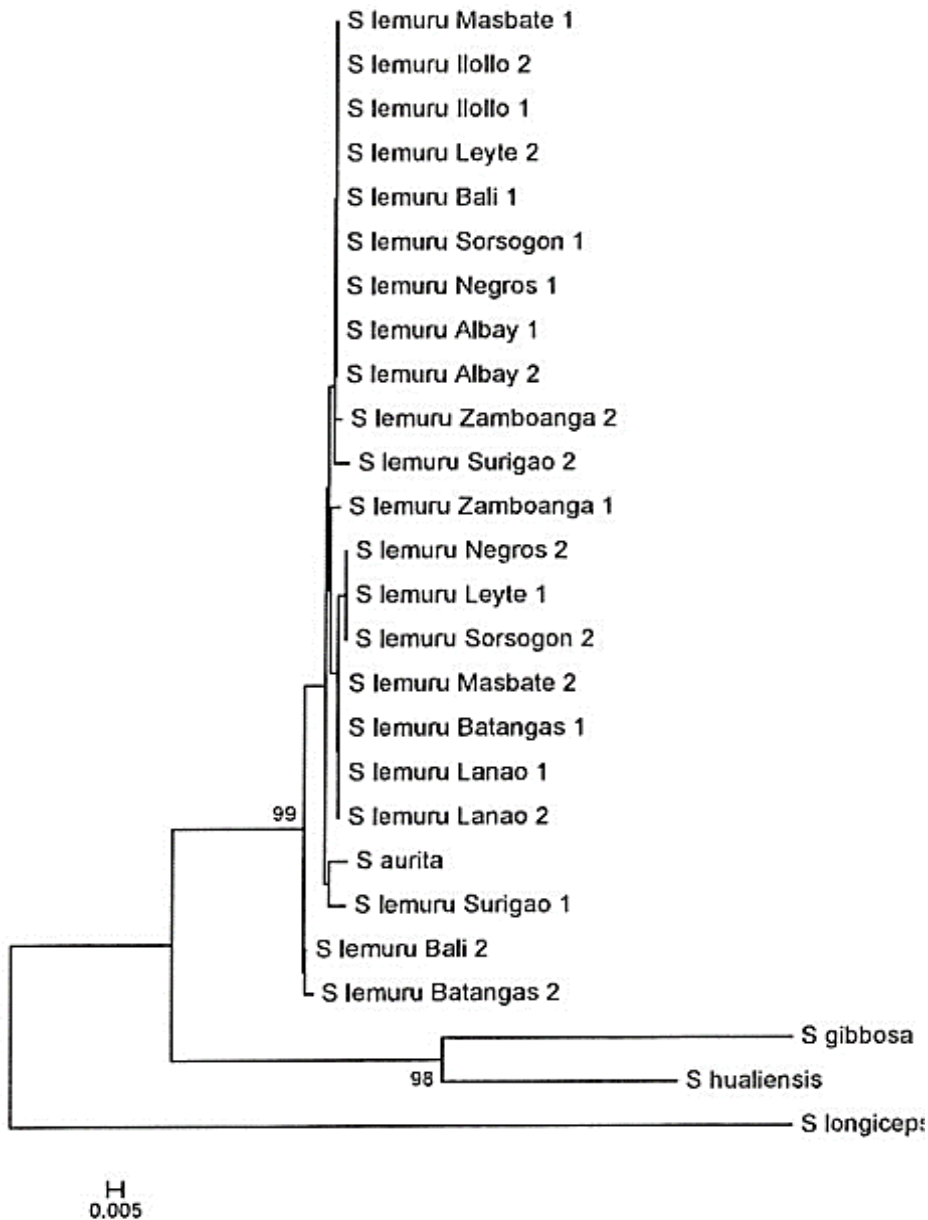 S lemuru Masbate 1
S lemuru Ilollo 2
S lemuru Ilollo 1
S lemuru Leyte 2
S lemuru Bali 1
S lemuru Sorsogon 1
S lemuru Negros 1
S lemuru Albay 1
S lemuru Albay 2
S lemuru Zamboanga 2
S lemuru Surigao 2
S lemuru Zamboanga 1
S lemuru Negros 2
S lemuru Leyte 1
S lemuru Sorsogon 2
S lemuru Masbate 2
S lemuru Batangas 1
S lemuru Lanao 1
S lemuru Lanao 2
99
S aurita
S lemuru Surigao 1
S lemuru Bali 2
S lemuru Batangas 2
S gibbosa
98
S hualiensis
S longiceps
0.005